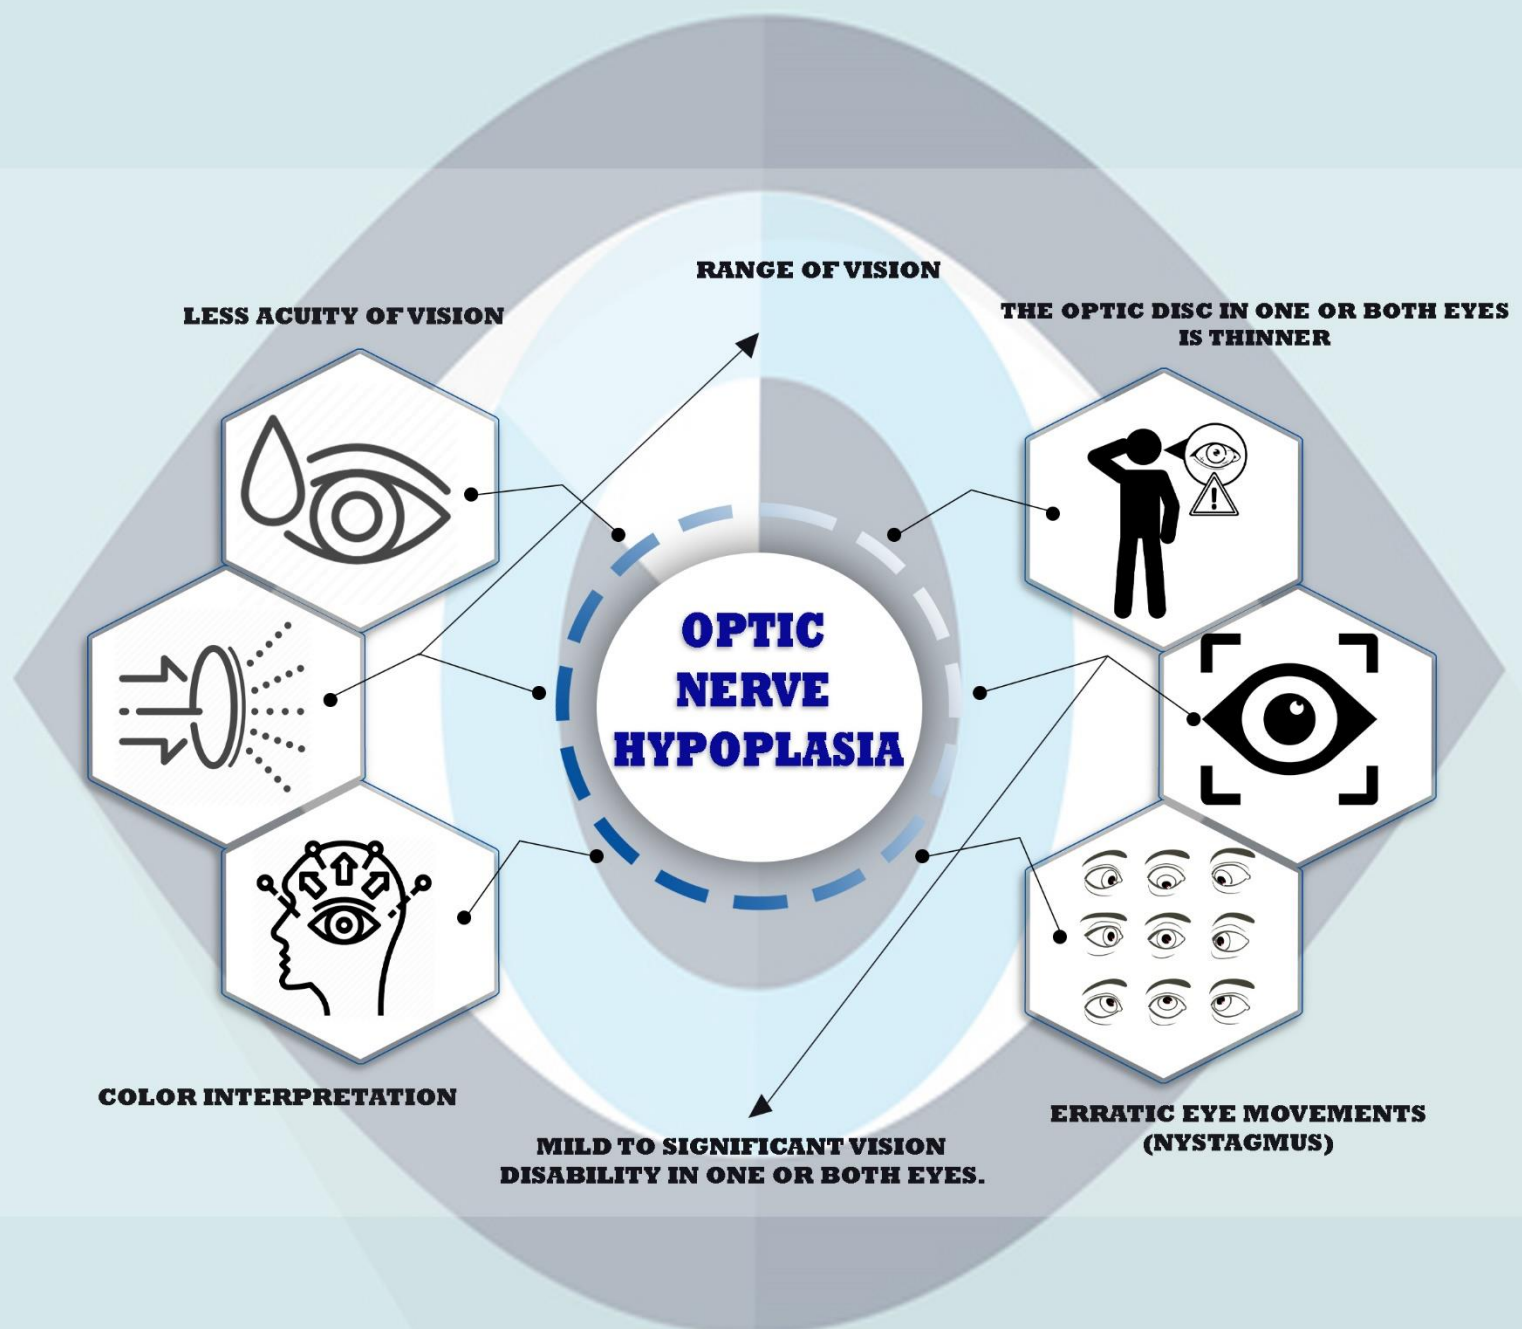 RANGE OF VISION
LESS ACUITY OF VISION
THE OPTIC DISC IN ONE OR BOTH EYES
IS THINNER
OPTIC
NERVE
HYPOPLASIA
COLOR INTERPRETATION
ERRATIC EYE MOVEMENTS
(NYSTAGMUS)
MILD TO SIGNIFICANT VISION
DISABILITY IN ONE OR BOTH EYES.